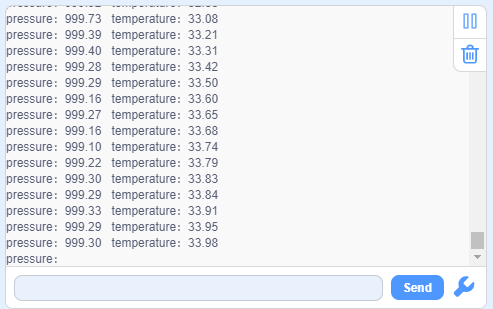 pressure: 999.73 temperature: 33.08
pressure: 999.39 temperature: 33.21
pressure: 999.40 temperature: 33.31
pressure: 999.28 temperature: 33.42
pressure: 999.29 temperature: 33.50
pressure: 999.16 temperature: 33.60
pressure: 999.27 temperature: 33.65
pressure: 999.16 temperature: 33.68
pressure: 999.10 temperature: 33.74
pressure: 999.22 temperature: 33.79
pressure: 999.30 temperature: 33.83
pressure: 999.29 temperature: 33.84
pressure: 999.33 temperature: 33.91
pressure: 999.29 temperature: 33.95
pressure: 999.30 temperature: 33.98
pressure:
Send